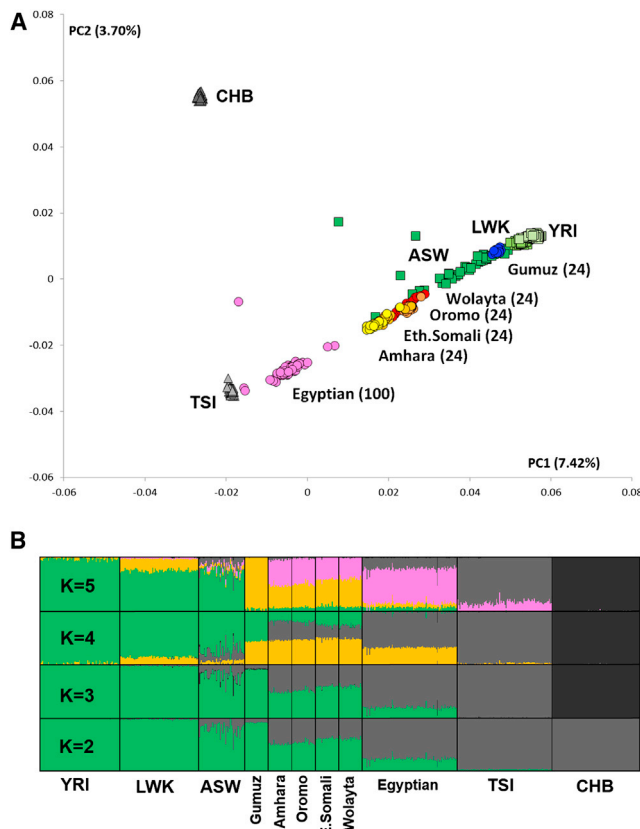 A
PC2 (3.70%)
0.08
0.06
CHB
0.04
0.02
LWK
YRI
ASW
Gumuz (24)
0
Wolayta (24)
Oromo (24)
Eth.Somali (24)
-0.02
Amhara (24)
TSI
Egyptian (100)
-0.04
PC1 (7.42%)
-0.06
-0.06
-0.04
-0.02
0
0.02
0.04
0.06
0.08
B
K=5
K=4
K=3
K=2
YRI
LWK
ASW
Gumuz
Amhara
Oromo
t.Somali
Wolayta
Egyptian
TSI
CHB